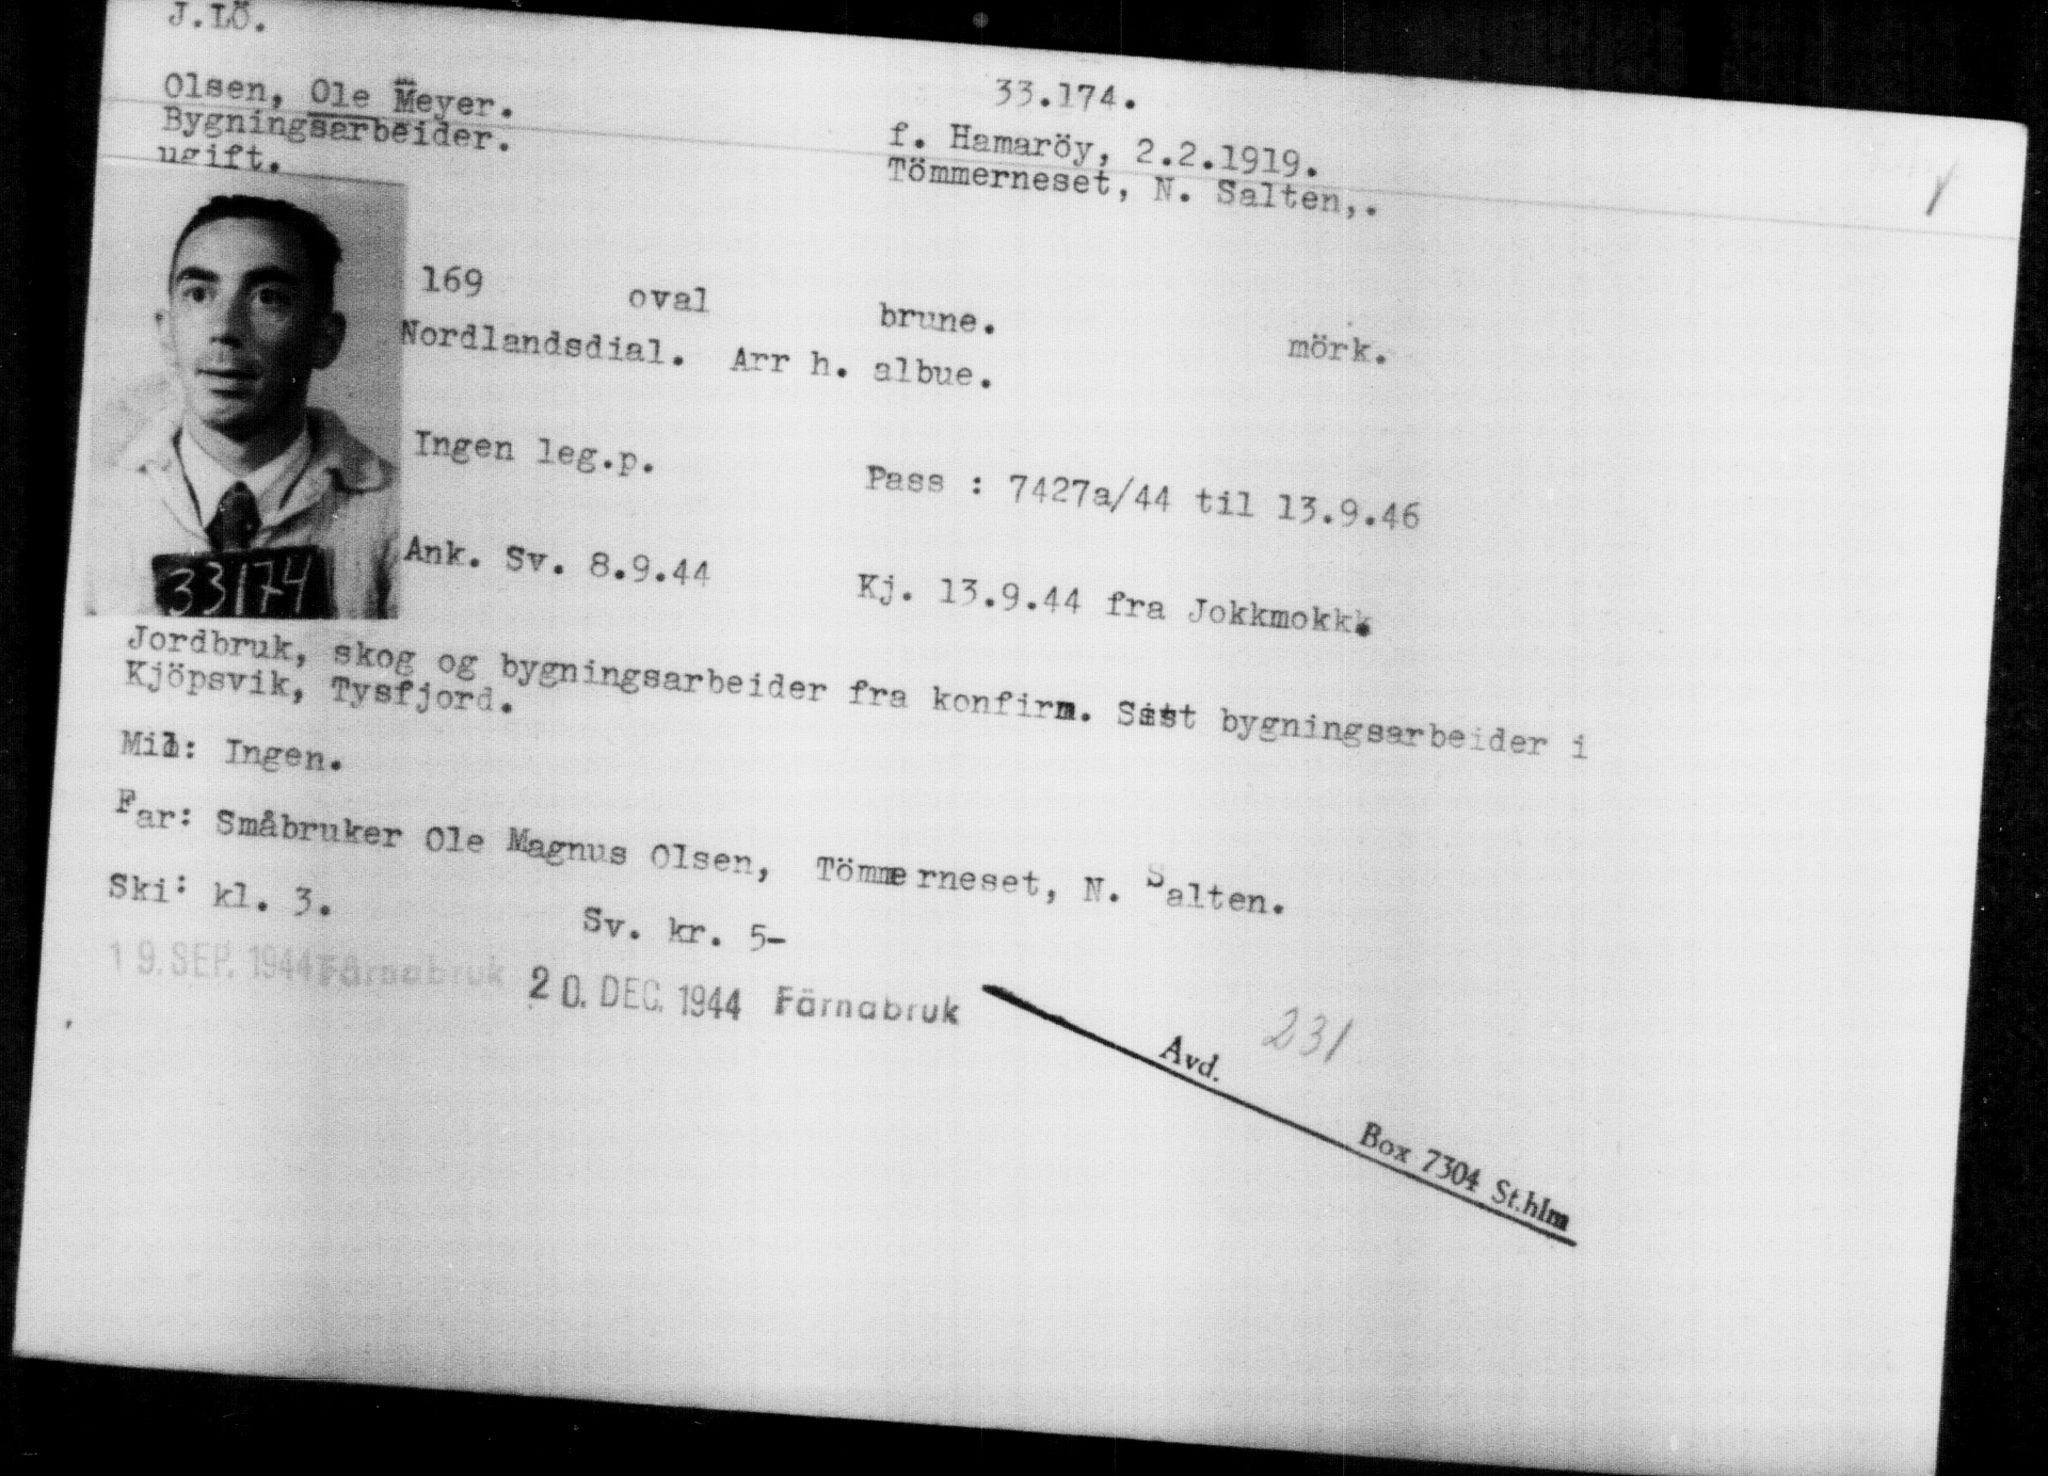 J.LÖ.
33.174.
Olsen, Ole Meyer.
f. Hamaröy, 2.2.1919.
Bygningsarbeider.
Tömmerneset, N. Salten,.
ugift.
169 oval brune. mörk.
Nordlandsdial. Arr h. albue.
Ingen leg.p. Pass : 7427a/44 til 13.9.46
Ank. Sv. 8.9.44 Kj. 13.9.44 fra Jokkmokk.
33174
Jordbruk, skog og bygningsarbeider fra konfirm. Sist bygningsarbeider i
Kjöpsvik, Tysfjord.
Mil: Ingen.
Far: Småbruker Ole Magnus Olsen, Tömmerneset, N. Salten.
Ski: kl. 3. Sv. kr. 5-
19. SEP. 1944 Färnabruk 20. DEC. 1944 Färnabruk
231
Avd.
Box 7304 St.hlm